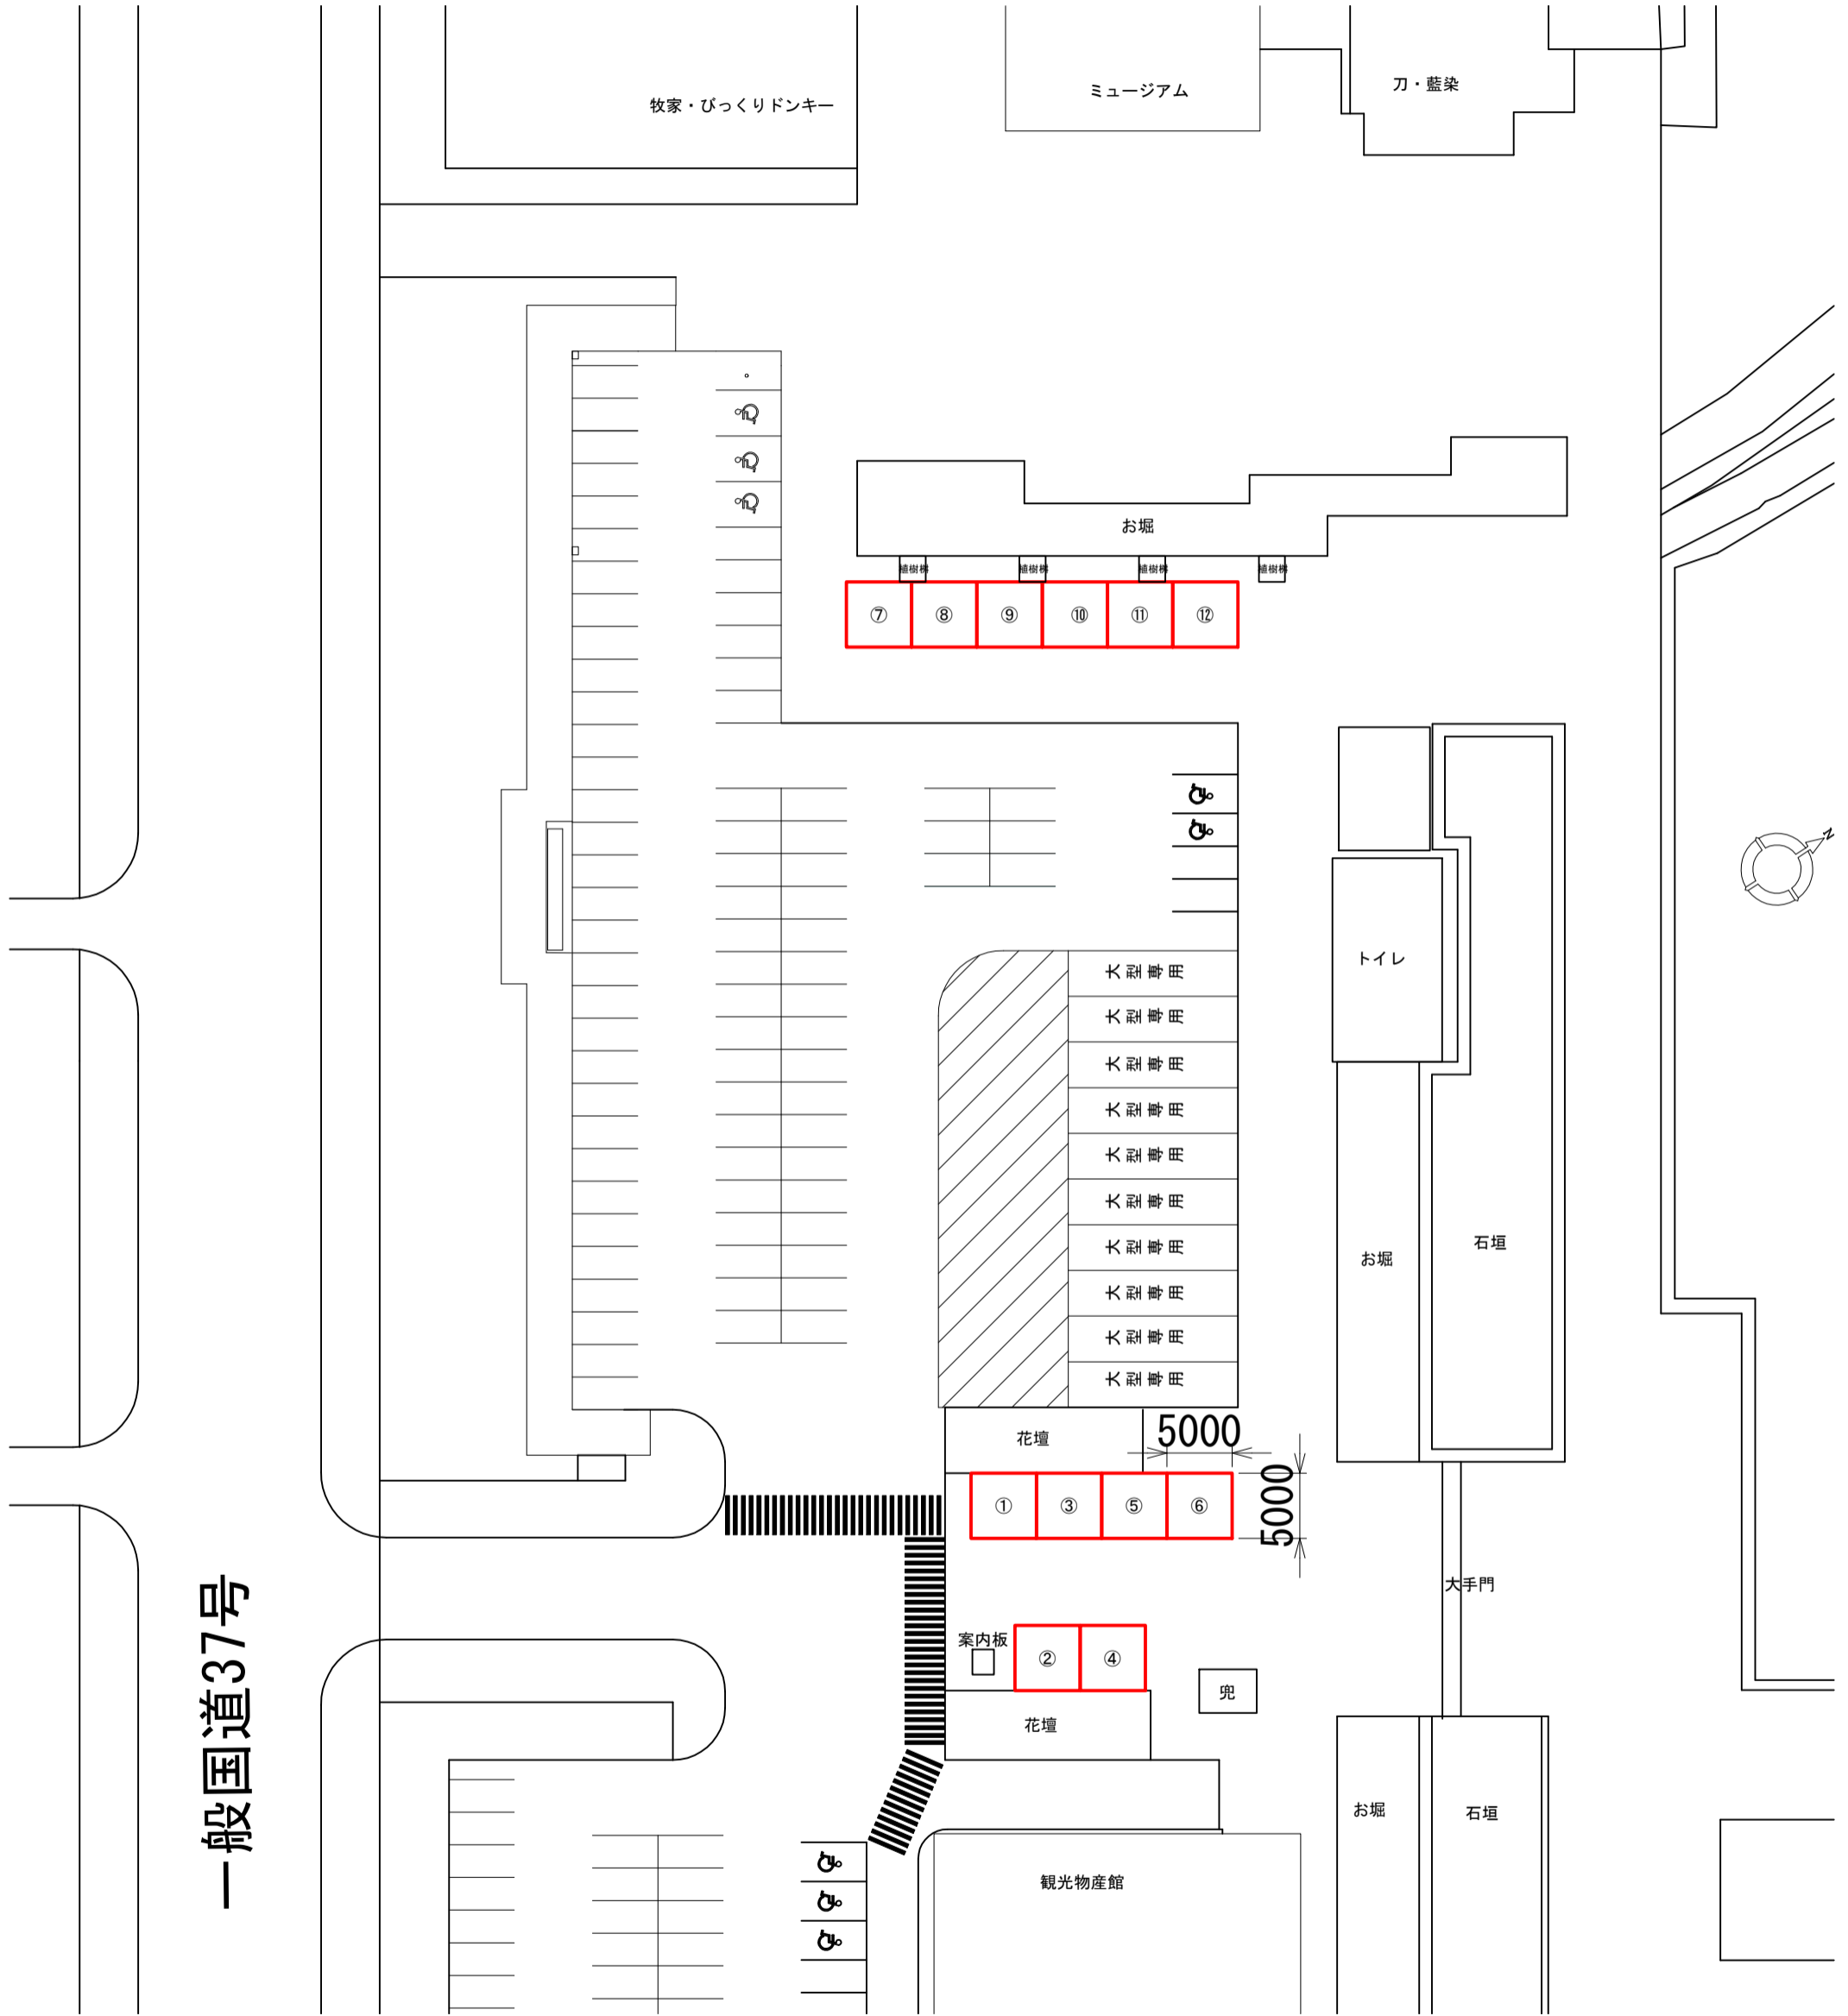 牧家・びっくりドンキー
ミュージアム
刀・藍染
お堀
植樹桝
植樹桝
植樹桝
植樹桝
⑦
⑧
⑨
⑩
⑪
⑫
N
トイレ
大型専用
大型専用
大型専用
大型専用
大型専用
大型専用
大型専用
大型専用
大型専用
大型専用
お堀
石垣
花壇
5000
5000
①
③
⑤
⑥
大手門
案内板
②
④
兜
花壇
一般国道37号
お堀
石垣
観光物産館